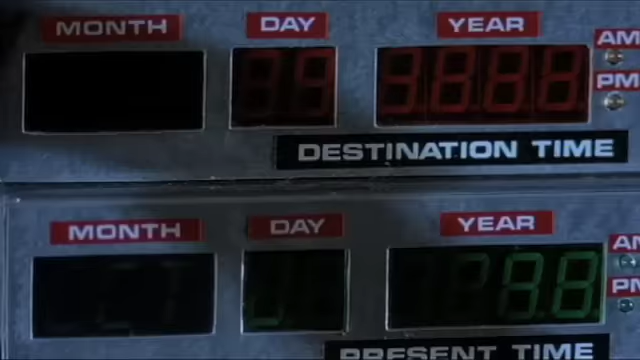 MONTH DAY YEAR AM
PM
DESTINATION TIME
MONTH DAY YEAR AM
PM
PRESENT TIME